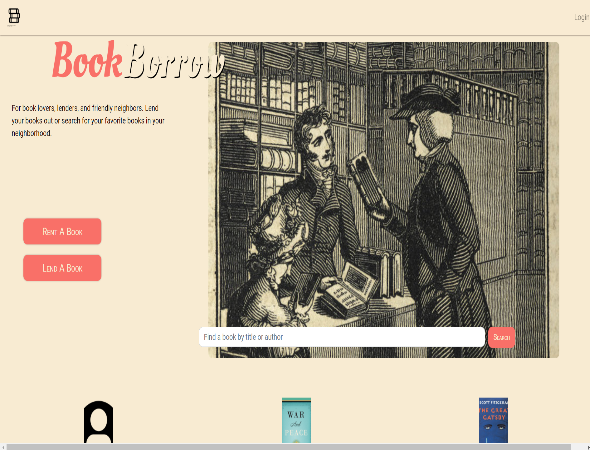 Login
BookBorrow
For book lovers, lenders, and friendly neighbors. Lend
your books out or search for your favorite books in your
neighborhood.
Rent A Book
Lend A Book
Find a book by title or author
Search
WAR
And
PEACE
SCOTT FITZGERA
THE GREAT
GATSBY